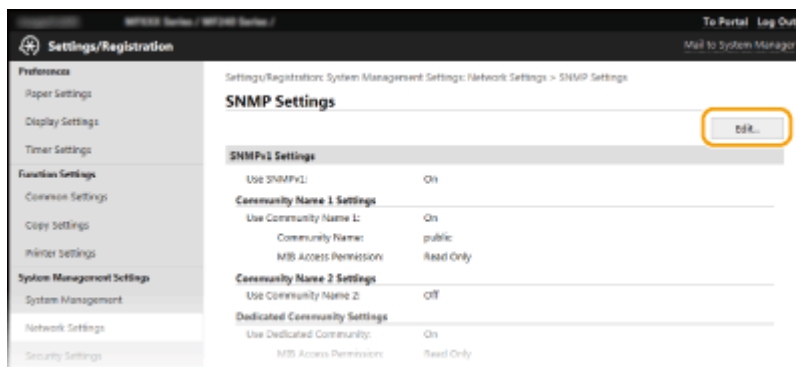 To Portal Log Out
Settings/Registration
Mail to System Manager
Preferences
Paper Settings
Display Settings
Timer Settings
Function Settings
Common Settings
Copy Settings
Printer Settings
System Management Settings
System Management
Network Settings
Security Settings
Settings/Registration: System Management Settings: Network Settings > SNMP Settings
SNMP Settings
Edit...
SNMPv1 Settings
Use SNMPv1: On
Community Name 1 Settings
Use Community Name 1: On
Community Name: public
MIB Access Permission: Read Only
Community Name 2 Settings
Use Community Name 2: Off
Dedicated Community Settings
Use Dedicated Community: On
MIB Access Permission: Read Only